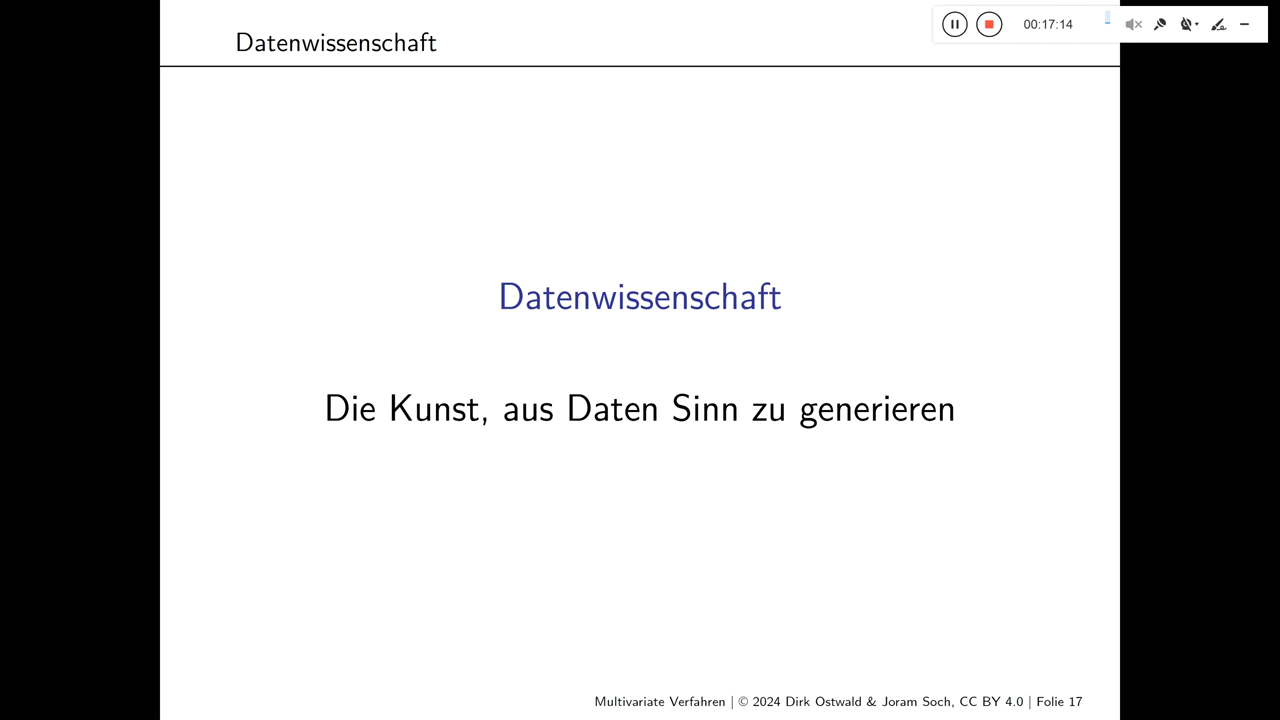 Datenwissenschaft
00:17:14
Datenwissenschaft
Die Kunst, aus Daten Sinn zu generieren
Multivariate Verfahren | © 2024 Dirk Ostwald & Joram Soch, CC BY 4.0 | Folie 17